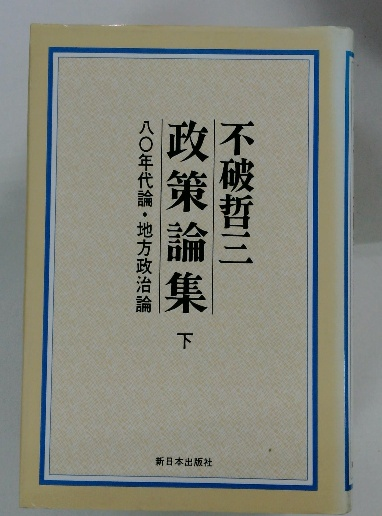 不破哲三
政策論集 下
八〇年代論・地方政治論
新日本出版社